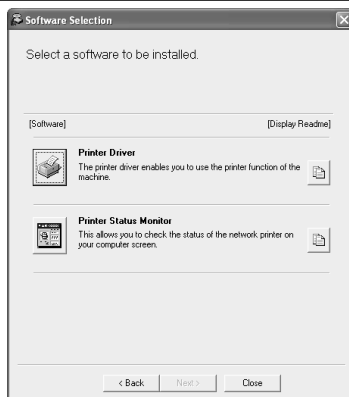 Software Selection
Select a software to be installed.
[Software] [Display Readme]
Printer Driver
The printer driver enables you to use the printer function of the
machine.
Printer Status Monitor
This allows you to check the status of the network printer on
your computer screen.
< Back Next > Close